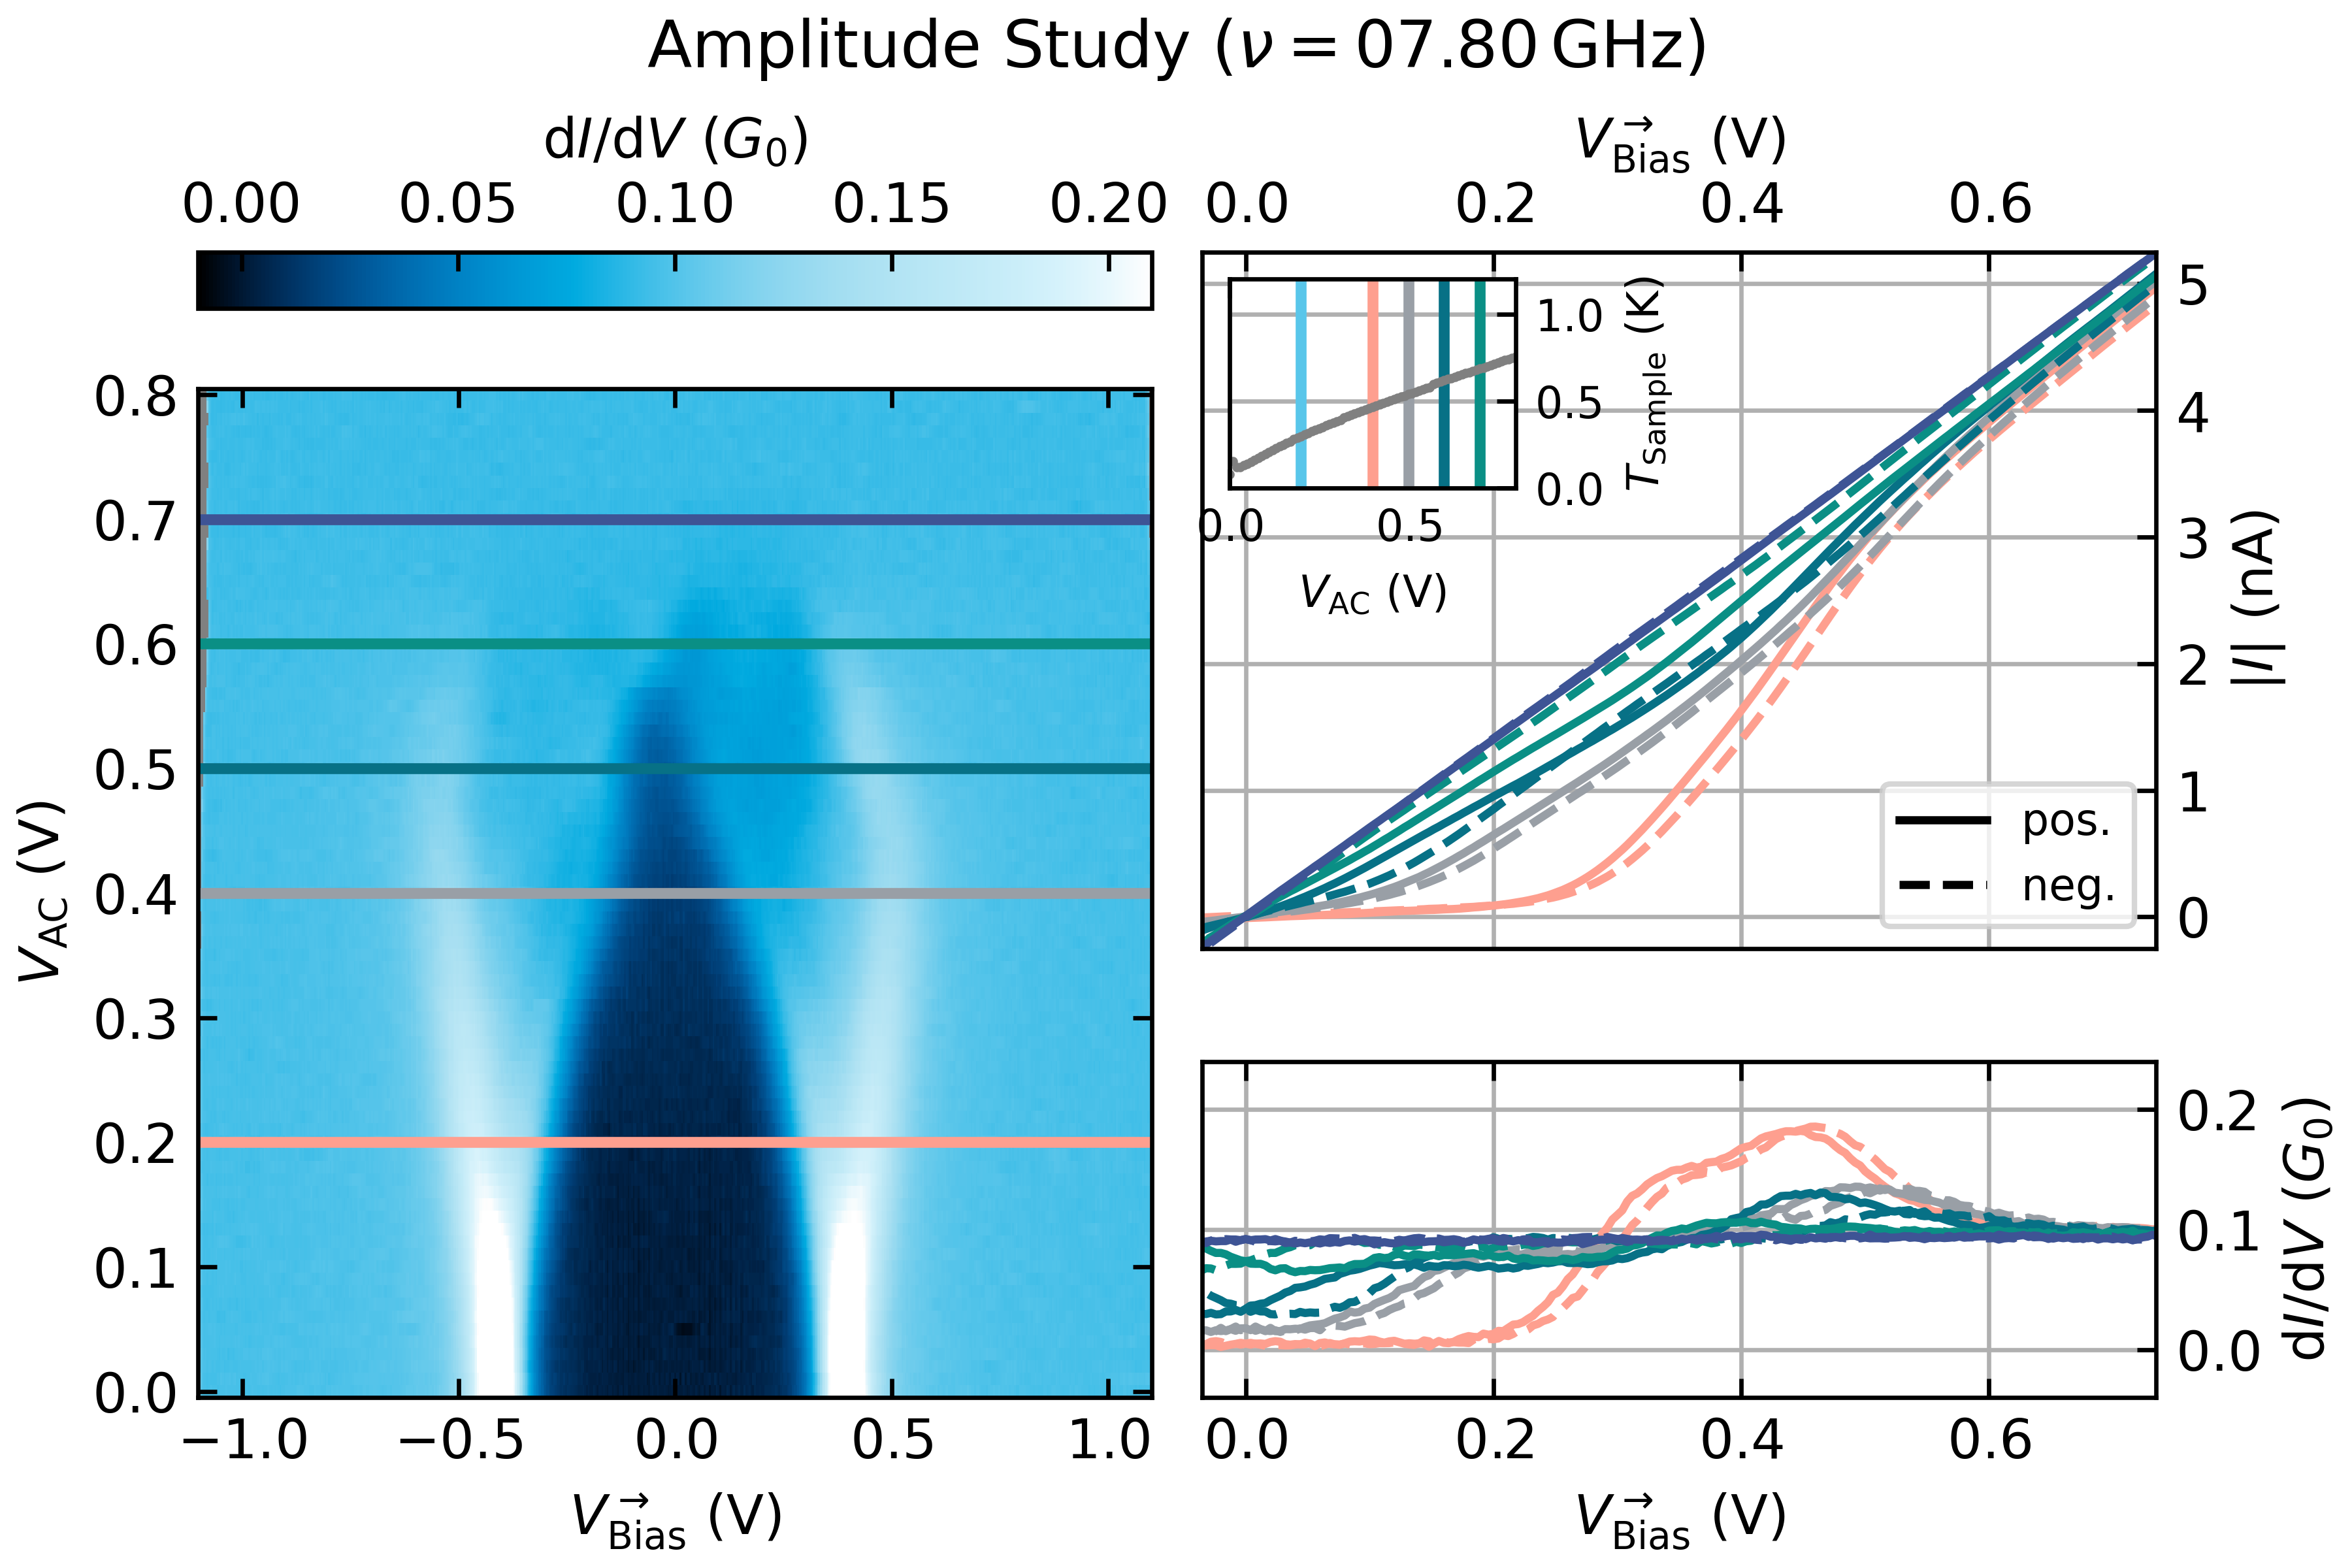 Amplitude Study (ν = 07.80 GHz)
dI/dV (G₀)
0.00 0.05 0.10 0.15 0.20
V_AC (V)
0.8
0.7
0.6
0.5
0.4
0.3
0.2
0.1
0.0
−1.0 −0.5 0.0 0.5 1.0
V→Bias (V)
V→Bias (V)
0.0 0.2 0.4 0.6
1.0
0.5
0.0
T_Sample (K)
0.0 0.5
V_AC (V)
pos.
neg.
5
4
3
2
1
0
|I| (nA)
0.2
0.1
0.0
dI/dV (G₀)
0.0 0.2 0.4 0.6
V→Bias (V)